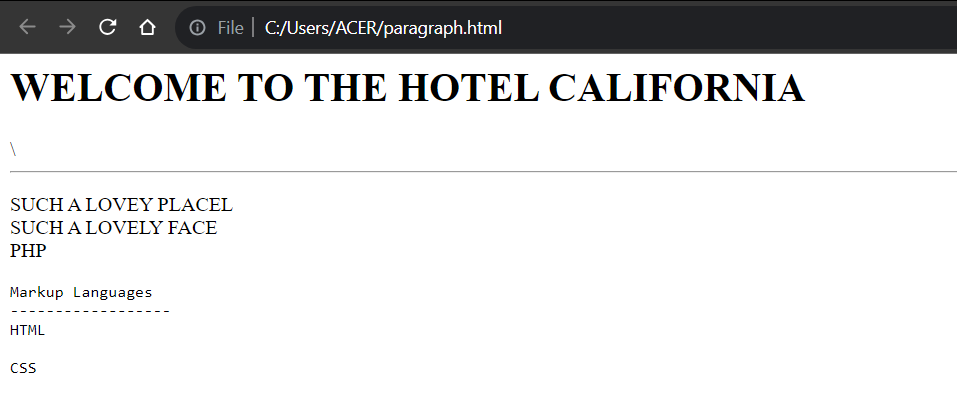 File | C:/Users/ACER/paragraph.html
WELCOME TO THE HOTEL CALIFORNIA
\
SUCH A LOVEY PLACEL
SUCH A LOVELY FACE
PHP
Markup Languages
------------------
HTML
CSS